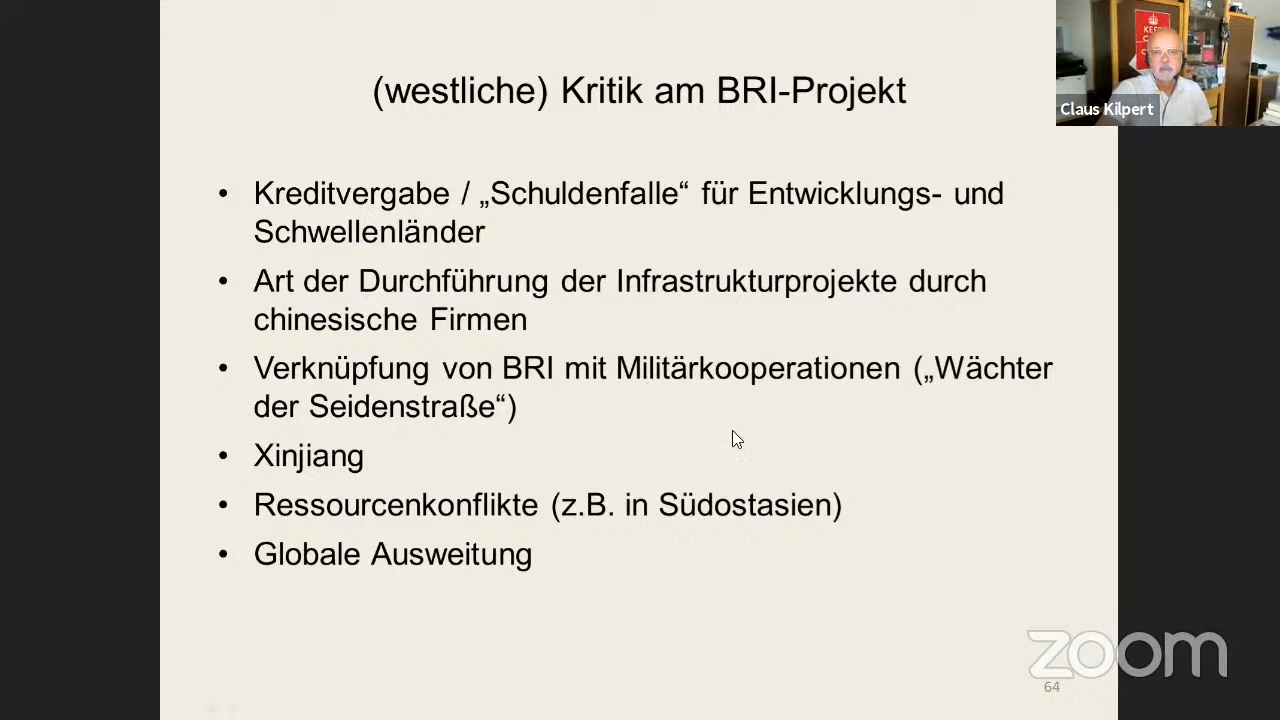 (westliche) Kritik am BRI-Projekt
KEEP
Claus Kilpert
• Kreditvergabe / „Schuldenfalle“ für Entwicklungs- und
Schwellenländer
• Art der Durchführung der Infrastrukturprojekte durch
chinesische Firmen
• Verknüpfung von BRI mit Militärkooperationen („Wächter
der Seidenstraße“)
• Xinjiang
• Ressourcenkonflikte (z.B. in Südostasien)
• Globale Ausweitung
zoom
64